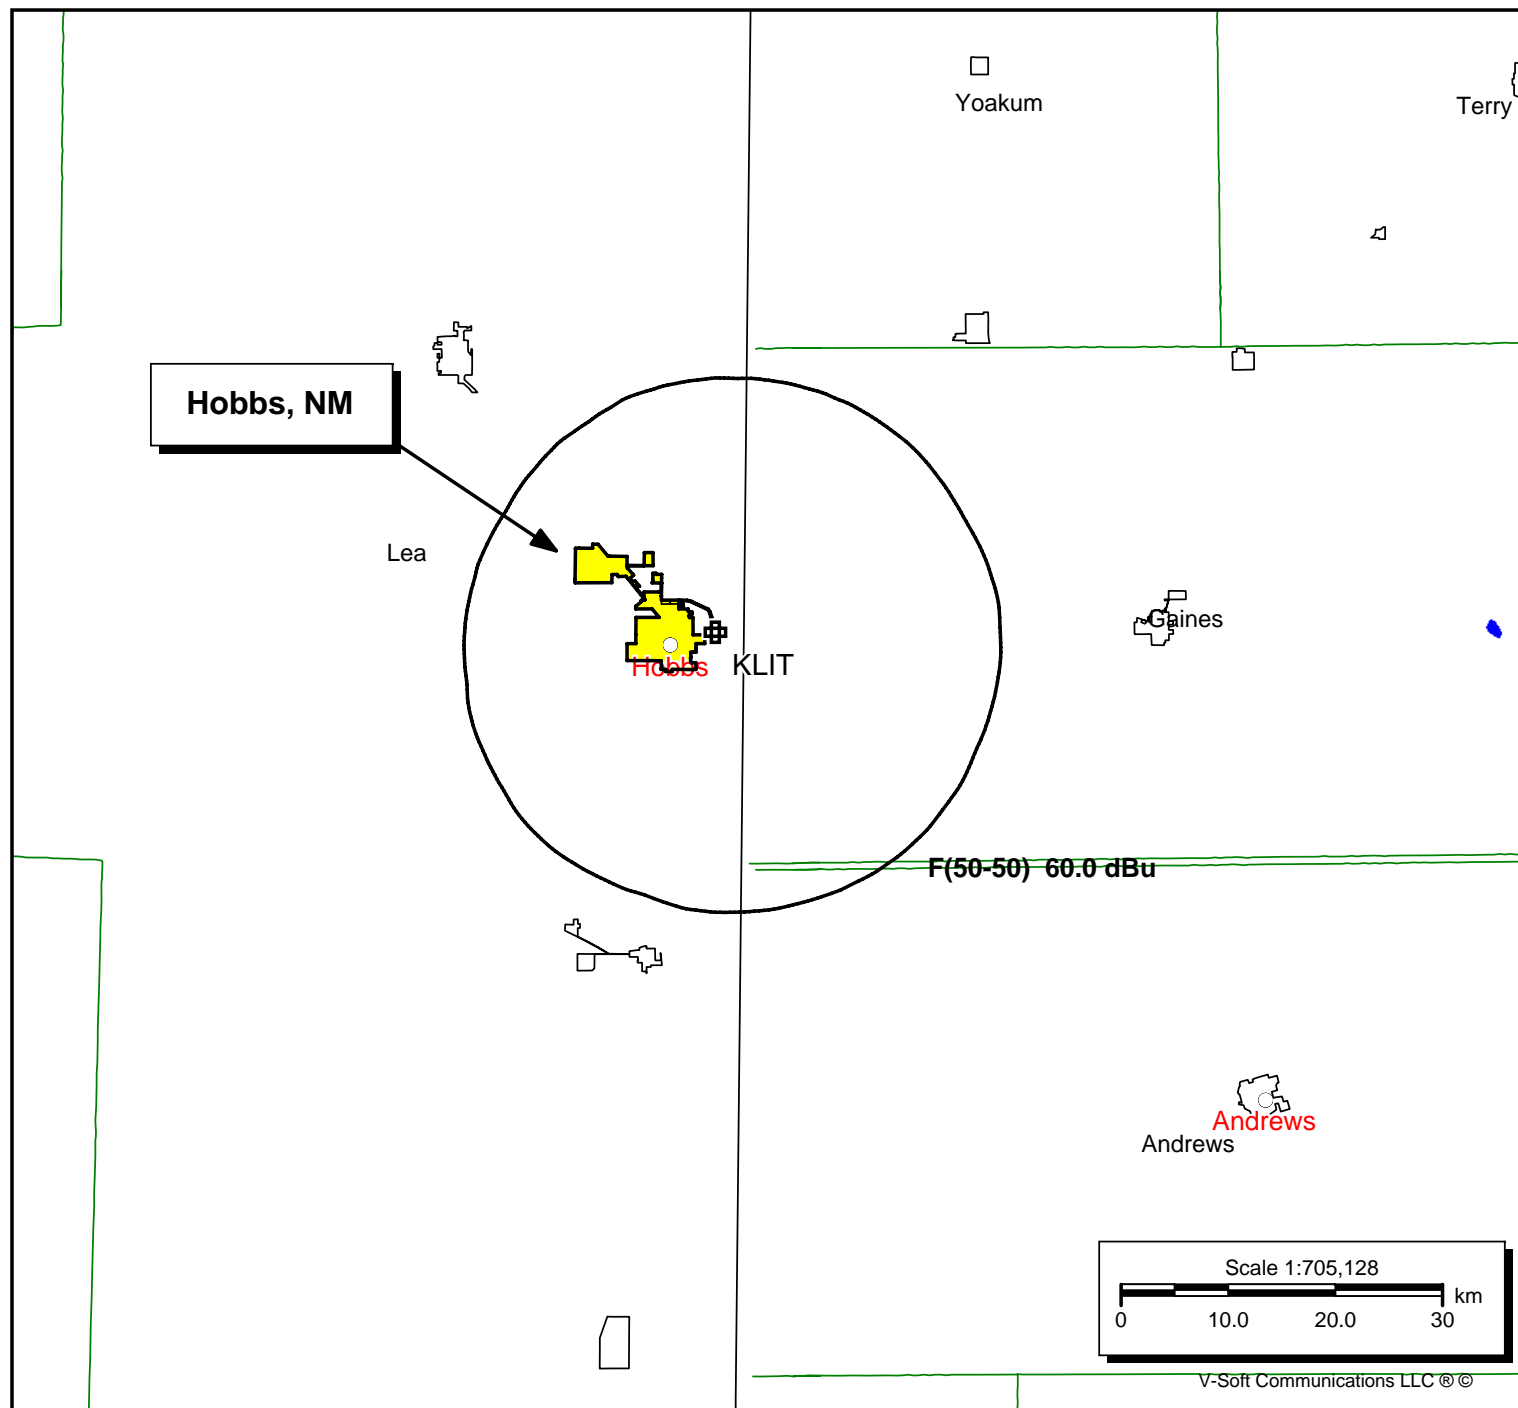 Yoakum
Terry
Hobbs, NM
Lea
Gaines
Hobbs
KLIT
F(50-50) 60.0 dBu
Andrews
Andrews
Scale 1:705,128
km
0 10.0 20.0 30
V-Soft Communications LLC ® ©